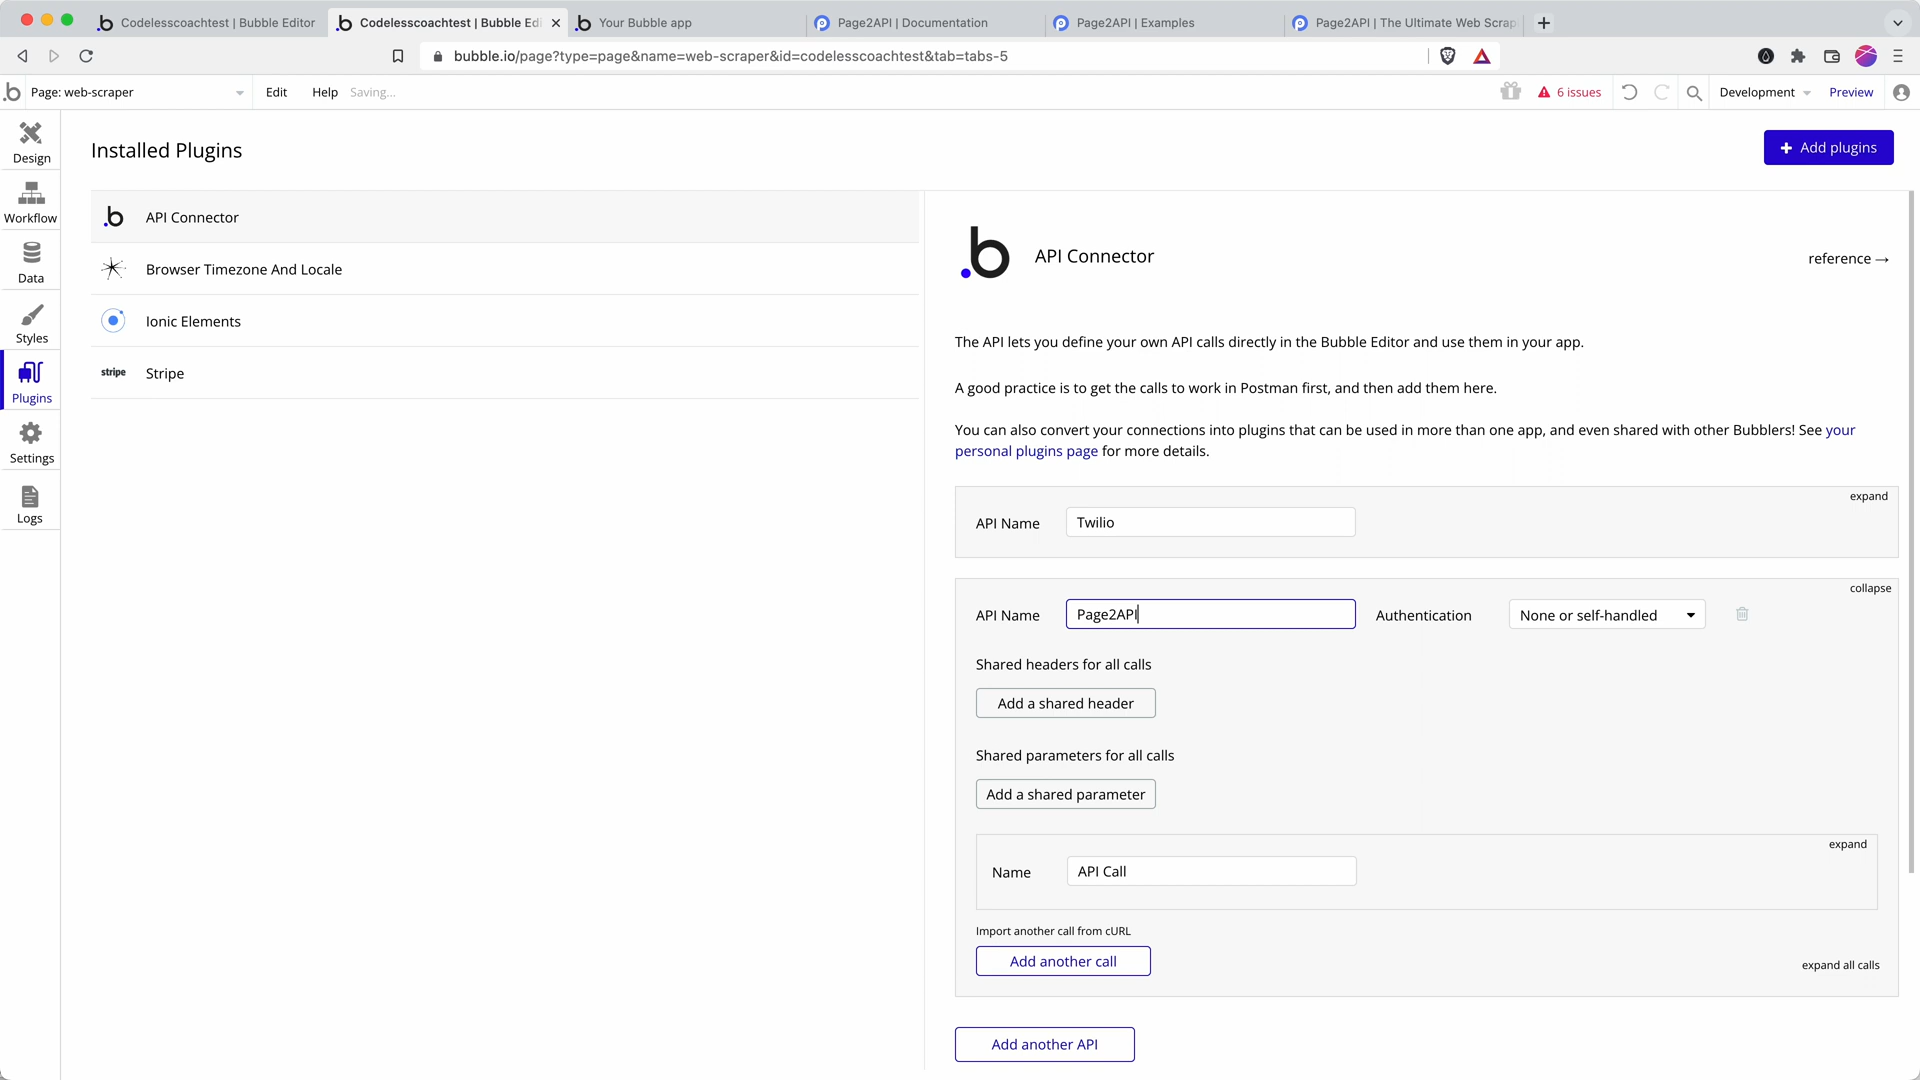 Codelesscoachtest | Bubble Editor
Codelesscoachtest | Bubble Edi
Your Bubble app
Page2API | Documentation
Page2API | Examples
Page2API | The Ultimate Web Scrap
bubble.io/page?type=page&name=web-scraper&id=codelesscoachtest&tab=tabs-5
Page: web-scraper
Edit
Help
Saving...
6 issues
Development
Preview
Design
Workflow
Data
Styles
Plugins
Settings
Logs
Installed Plugins
Add plugins
API Connector
Browser Timezone And Locale
Ionic Elements
stripe
Stripe
API Connector
reference →
The API lets you define your own API calls directly in the Bubble Editor and use them in your app.
A good practice is to get the calls to work in Postman first, and then add them here.
You can also convert your connections into plugins that can be used in more than one app, and even shared with other Bubblers! See your
personal plugins page for more details.
expand
API Name
Twilio
collapse
API Name
Page2API
Authentication
None or self-handled
Shared headers for all calls
Add a shared header
Shared parameters for all calls
Add a shared parameter
expand
Name
API Call
Import another call from cURL
Add another call
expand all calls
Add another API